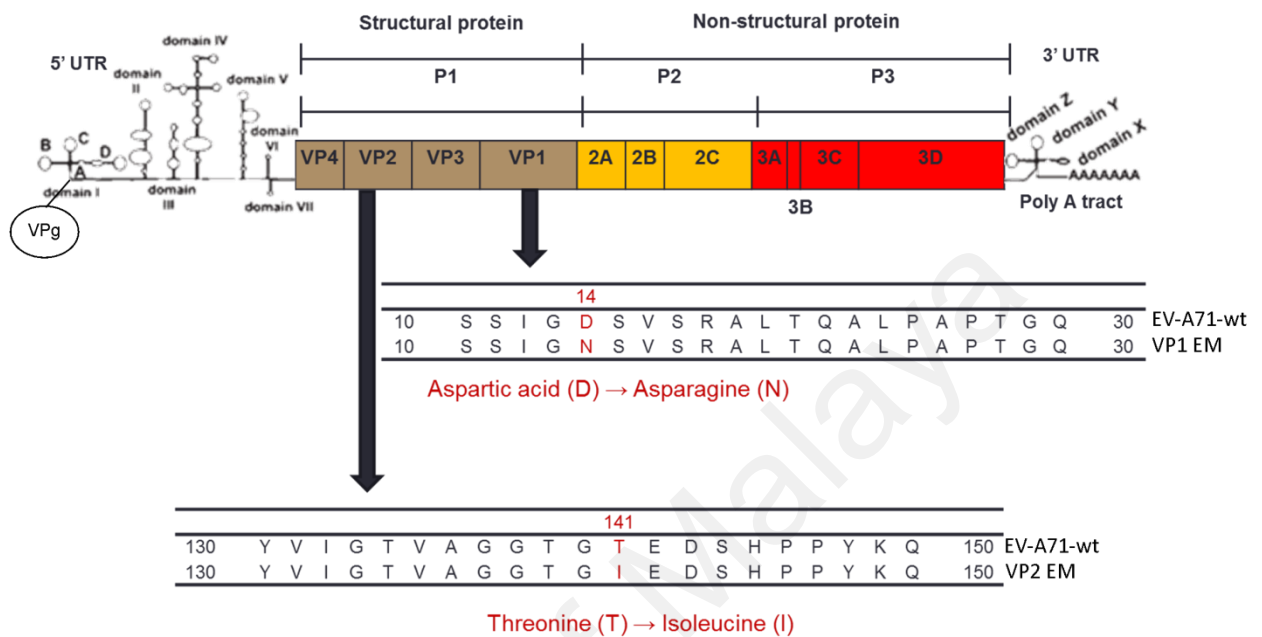 Structural protein
Non-structural protein
5' UTR
3' UTR
P1
P2
P3
domain II
domain IV
domain V
domain VI
B
C
D
A
domain I
domain III
domain VII
VPg
VP4
VP2
VP3
VP1
2A
2B
2C
3A
3C
3D
3B
domain Z
domain Y
domain X
AAAAAAA
Poly A tract
14
10 S S I G D S V S R A L T Q A L P A P T G Q 30 EV-A71-wt
10 S S I G N S V S R A L T Q A L P A P T G Q 30 VP1 EM
Aspartic acid (D) → Asparagine (N)
141
130 Y V I G T V A G G T G T E D S H P P Y K Q 150 EV-A71-wt
130 Y V I G T V A G G T G I E D S H P P Y K Q 150 VP2 EM
Threonine (T) → Isoleucine (I)
s Malaya